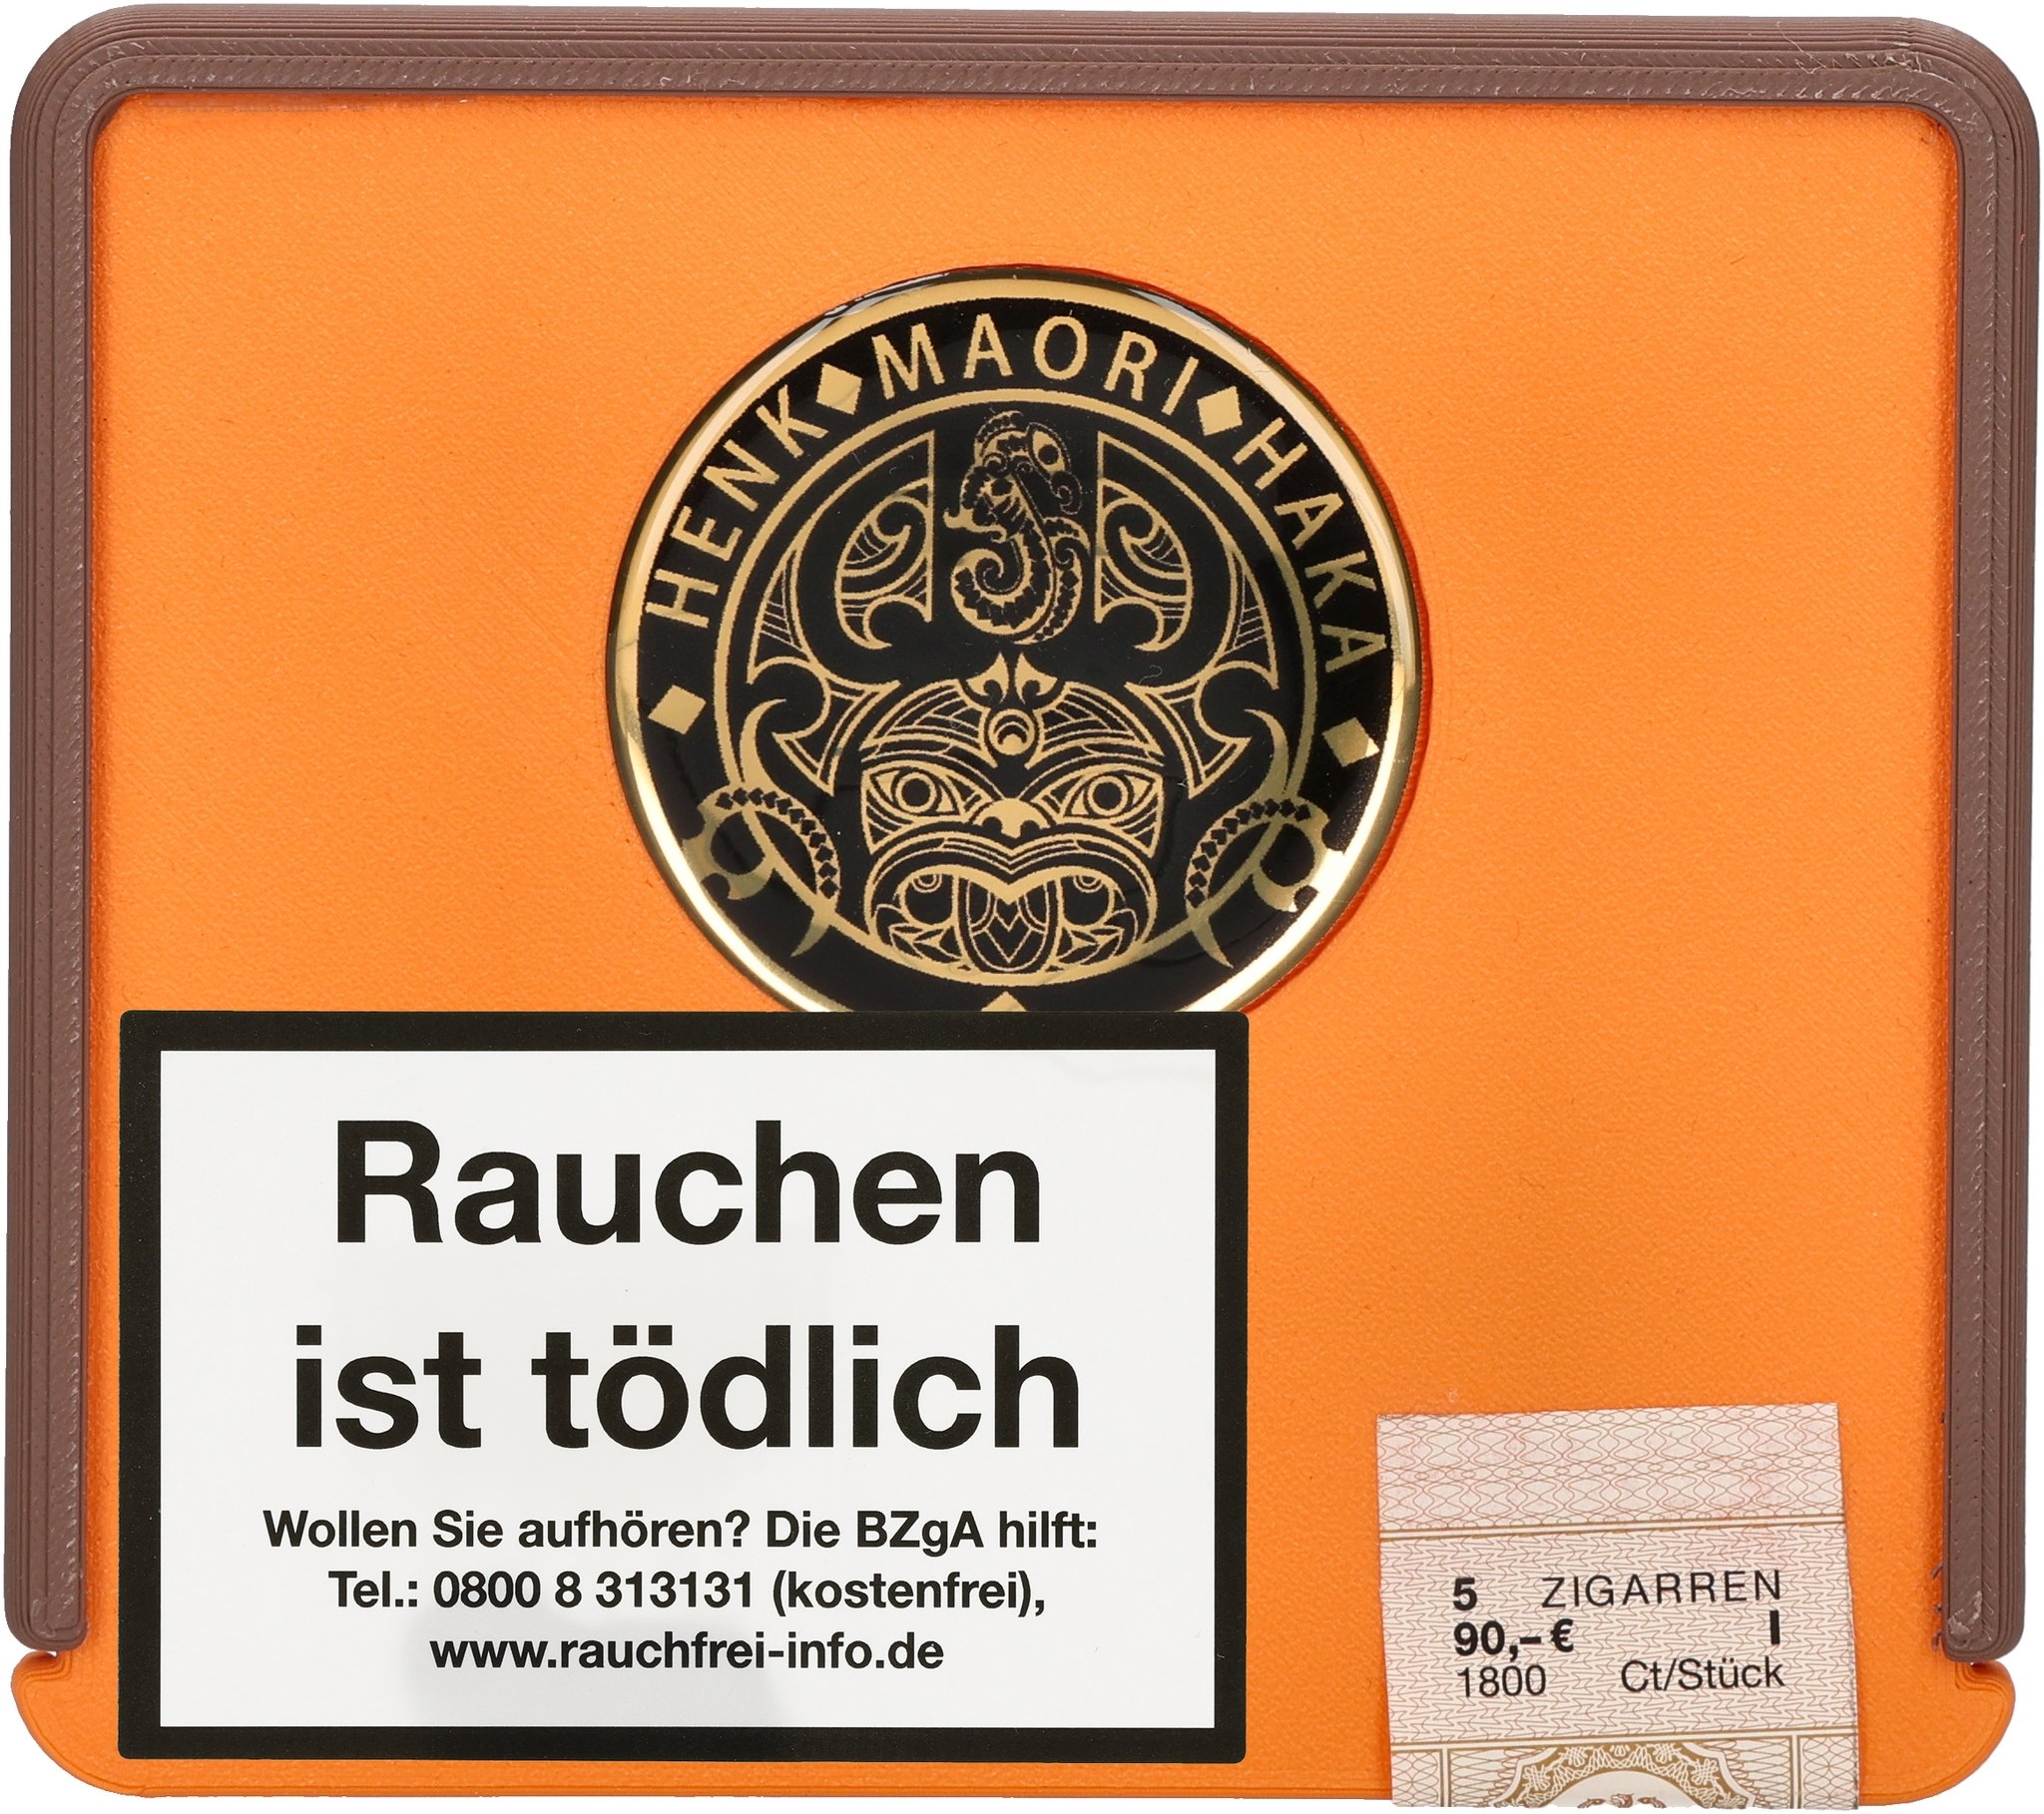 HENK♦MAORI♦HAKA
Rauchen
ist tödlich
Wollen Sie aufhören? Die BZgA hilft:
Tel.: 0800 8 313131 (kostenfrei),
www.rauchfrei-info.de
5 ZIGARREN
90,– € I
1800 Ct/Stück